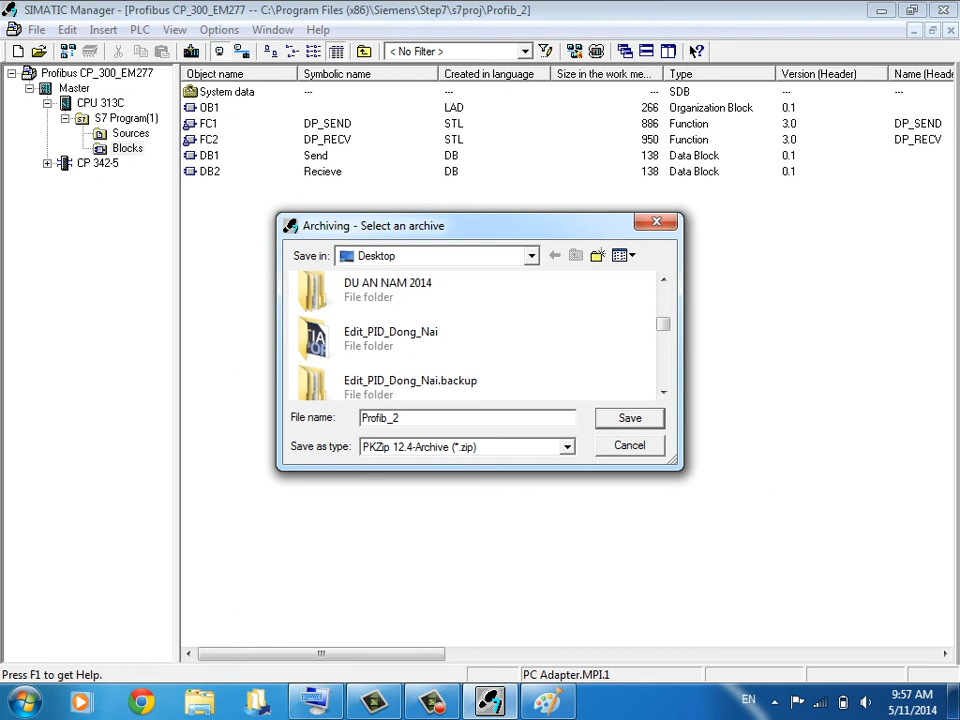 SIMATIC Manager - [Profibus CP_300_EM277 -- C:\Program Files (x86)\Siemens\Step7\s7proj\Profib_2]
File Edit Insert PLC View Options Window Help
< No Filter >
Profibus CP_300_EM277
Master
CPU 313C
S7 Program(1)
Sources
Blocks
CP 342-5
Object name Symbolic name Created in language Size in the work me... Type Version (Header) Name (Heade
System data --- --- --- SDB --- ---
OB1 LAD 266 Organization Block 0.1
FC1 DP_SEND STL 886 Function 3.0 DP_SEND
FC2 DP_RECV STL 950 Function 3.0 DP_RECV
DB1 Send DB 138 Data Block 0.1
DB2 Recieve DB 138 Data Block 0.1
Archiving - Select an archive
Save in: Desktop
DU AN NAM 2014
File folder
Edit_PID_Dong_Nai
File folder
Edit_PID_Dong_Nai.backup
File folder
File name: Profib_2 Save
Save as type: PKZip 12.4-Archive (*.zip) Cancel
Press F1 to get Help. PC Adapter.MPI.1
EN 9:57 AM
5/11/2014